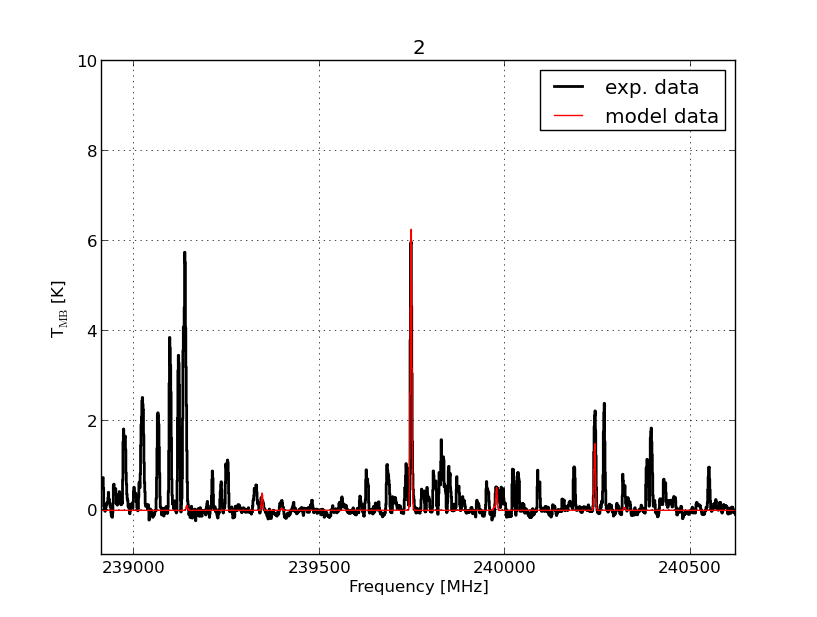 2
exp. data
model data
10
8
6
4
2
0
T_MB [K]
239000 239500 240000 240500
Frequency [MHz]